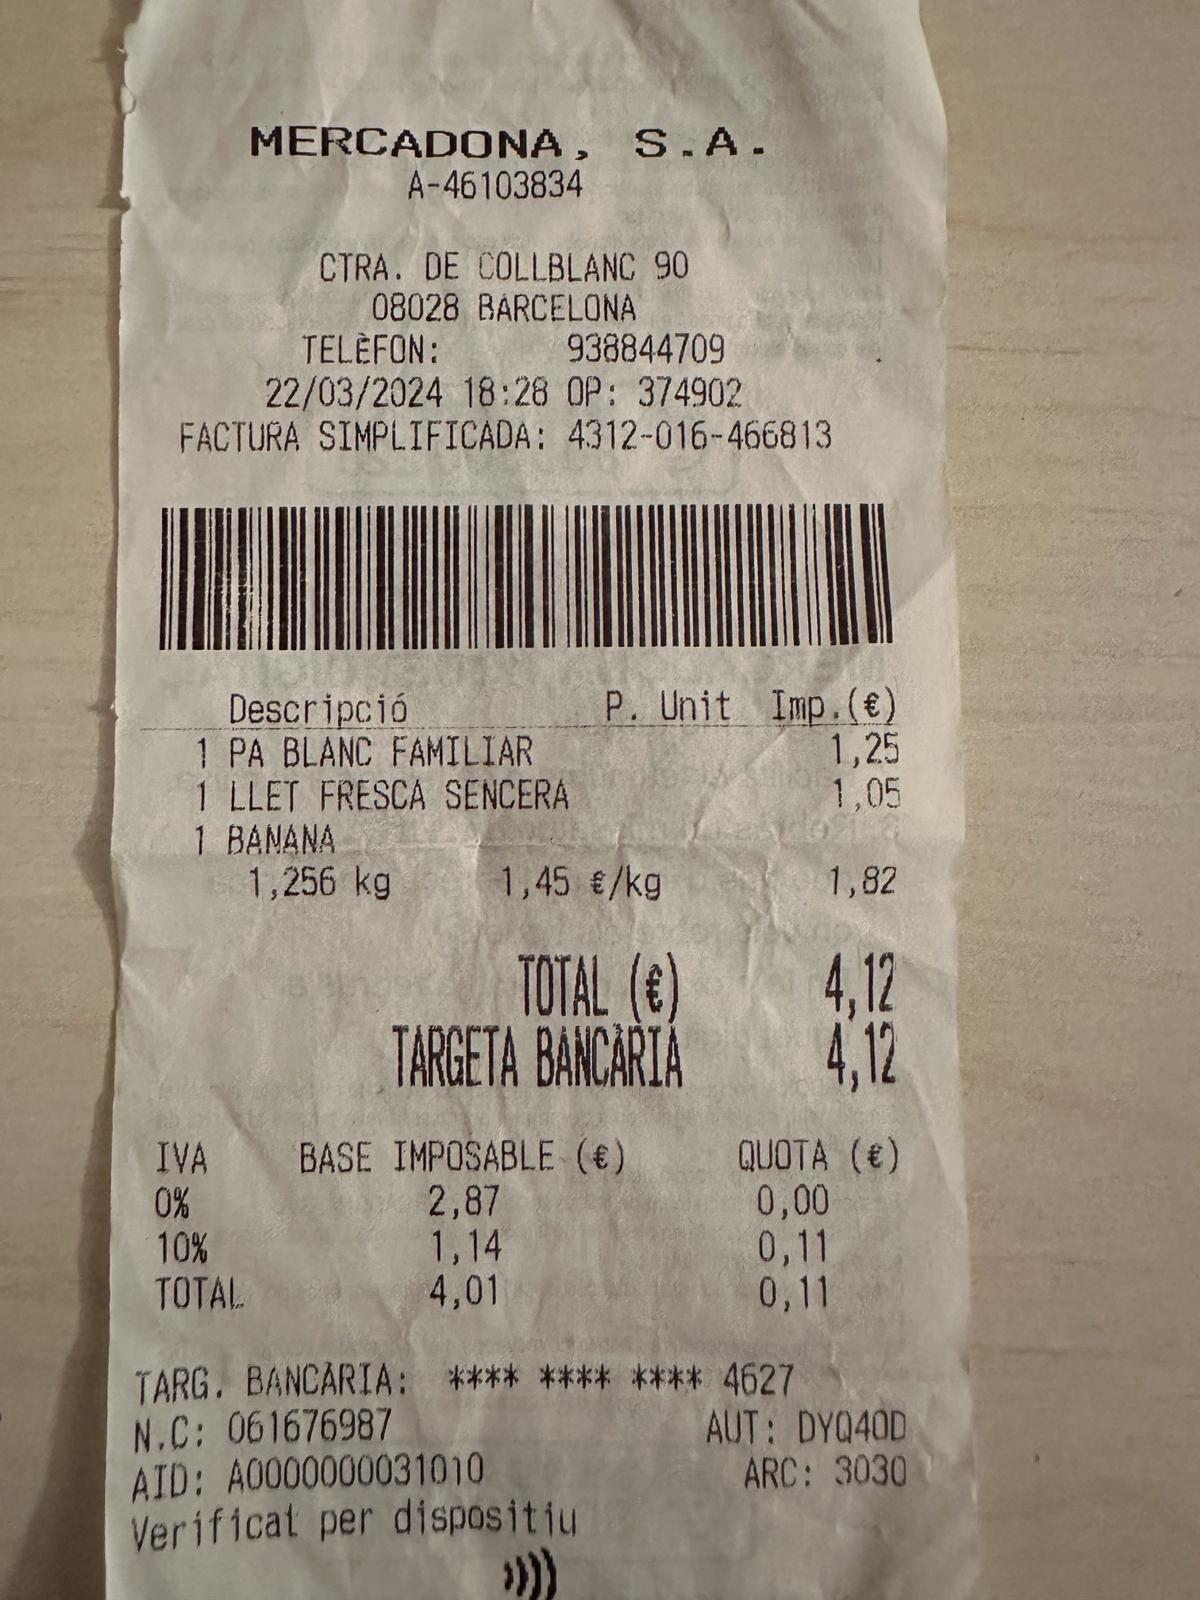 MERCADONA, S.A.
A-46103834
CTRA. DE COLLBLANC 90
08028 BARCELONA
TELÈFON: 938844709
22/03/2024 18:28 OP: 374902
FACTURA SIMPLIFICADA: 4312-016-466813
Descripció P. Unit Imp.(€)
1 PA BLANC FAMILIAR 1,25
1 LLET FRESCA SENCERA 1,05
1 BANANA
1,256 kg 1,45 €/kg 1,82
TOTAL (€) 4,12
TARGETA BANCÀRIA 4,12
IVA BASE IMPOSABLE (€) QUOTA (€)
0% 2,87 0,00
10% 1,14 0,11
TOTAL 4,01 0,11
TARG. BANCÀRIA: **** **** **** 4627
N.C: 061676987 AUT: DYQ40D
AID: A0000000031010 ARC: 3030
Verificat per dispositiu